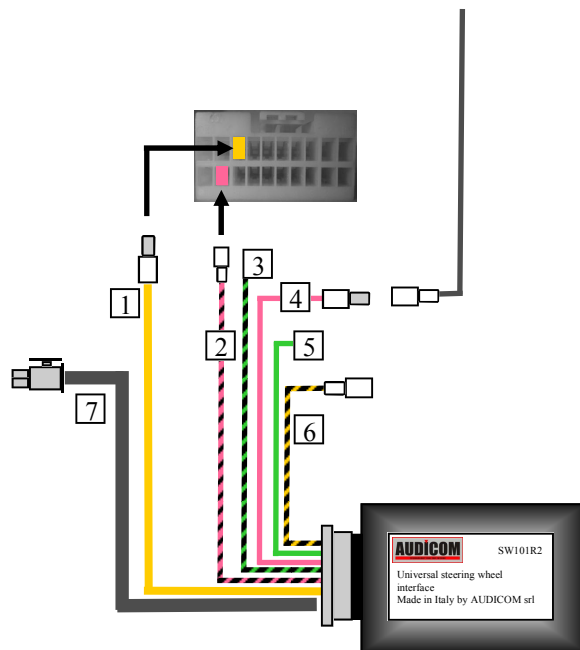 3
4
1
2
5
7
6
AUDICOM
SW101R2
Universal steering wheel
interface
Made in Italy by AUDICOM srl